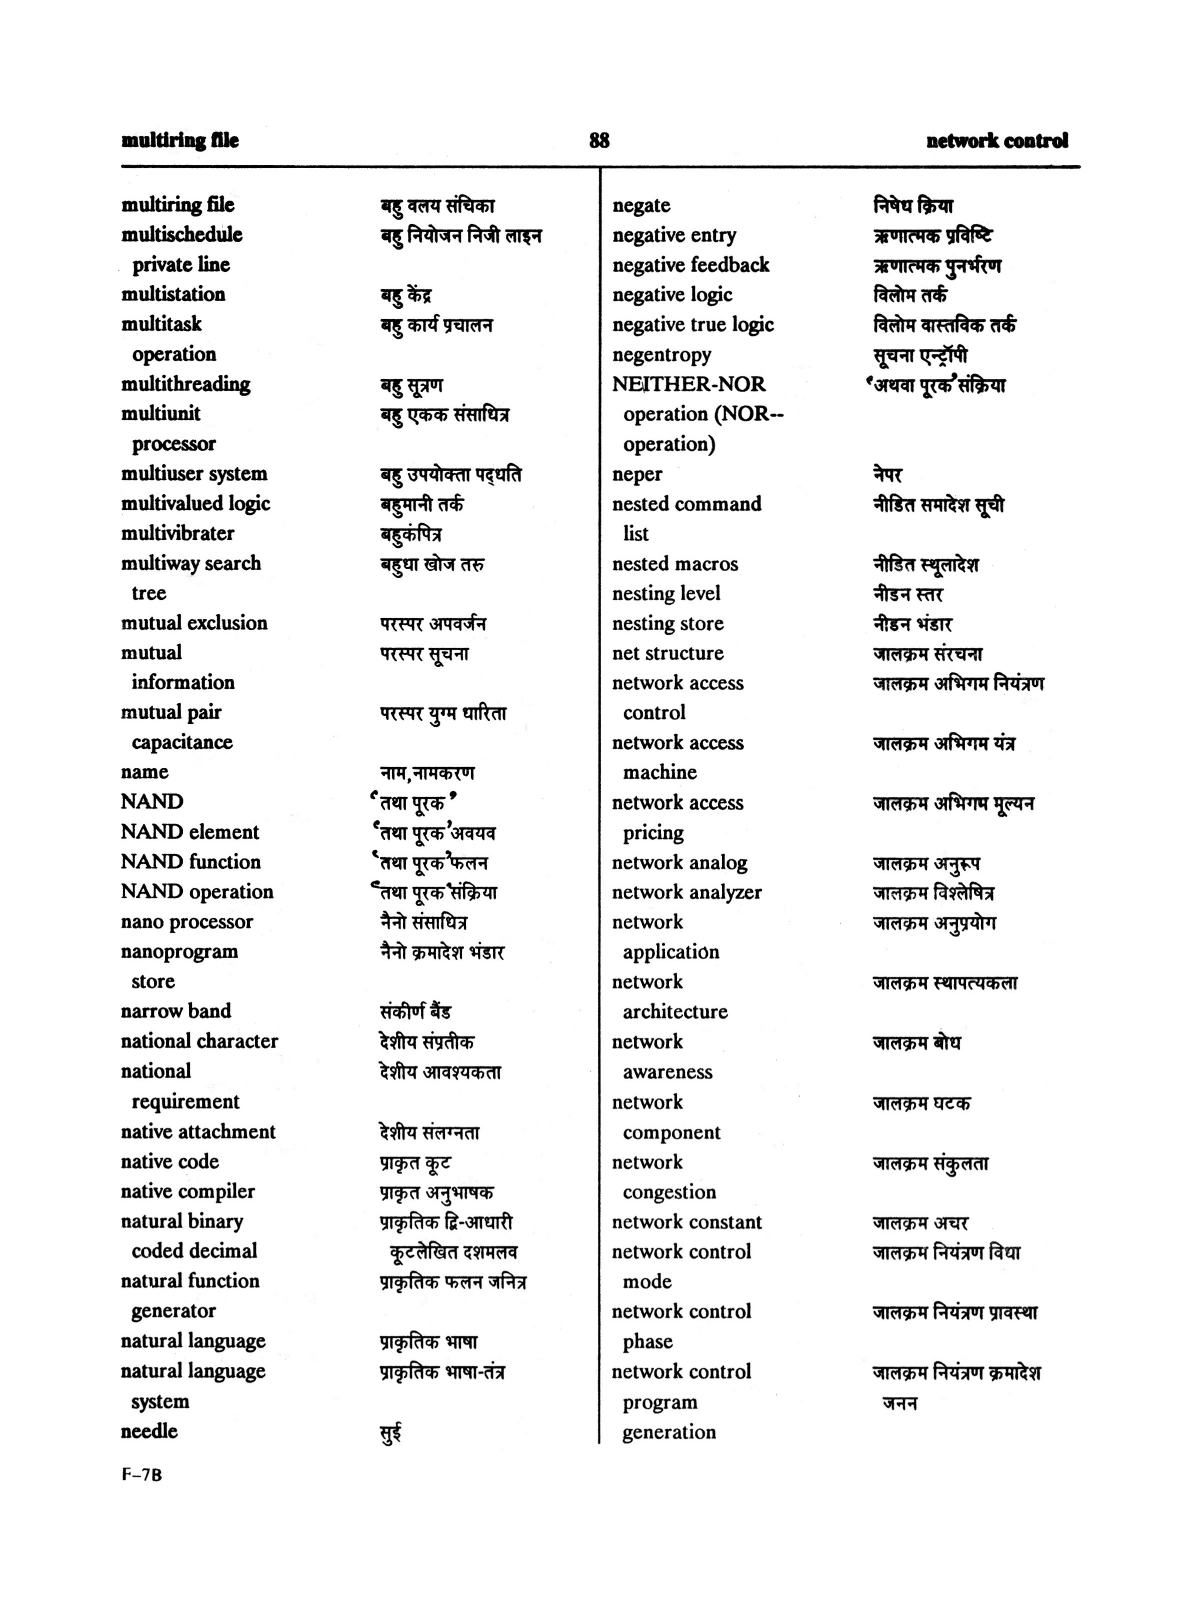 multiring file 88 network control
multiring file बहु वलय संचिका
multischedule बहु नियोजन निजी लाइन
private line
multistation बहु केंद्र
multitask बहु कार्य प्रचालन
operation
multithreading बहु सूत्रण
multiunit बहु एकक संसाधित्र
processor
multiuser system बहु उपयोक्ता पद्धति
multivalued logic बहुमानी तर्क
multivibrater बहुकंपित्र
multiway search बहुधा खोज तरु
tree
mutual exclusion परस्पर अपवर्जन
mutual परस्पर सूचना
information
mutual pair परस्पर युग्म धारिता
capacitance
name नाम,नामकरण
NAND ‘तथा पूरक’
NAND element ‘तथा पूरक’अवयव
NAND function ‘तथा पूरक’फलन
NAND operation ‘तथा पूरक’संक्रिया
nano processor नैनो संसाधित्र
nanoprogram नैनो क्रमादेश भंडार
store
narrow band संकीर्ण बैंड
national character देशीय संप्रतीक
national देशीय आवश्यकता
requirement
native attachment देशीय संलग्नता
native code प्राकृत कूट
native compiler प्राकृत अनुभाषक
natural binary प्राकृतिक द्वि-आधारी
coded decimal कूटलेखित दशमलव
natural function प्राकृतिक फलन जनित्र
generator
natural language प्राकृतिक भाषा
natural language प्राकृतिक भाषा-तंत्र
system
needle सुई
negate निषेध क्रिया
negative entry ऋणात्मक प्रविष्टि
negative feedback ऋणात्मक पुनर्भरण
negative logic विलोम तर्क
negative true logic विलोम वास्तविक तर्क
negentropy सूचना एन्ट्रॉपी
NEITHER-NOR ‘अथवा पूरक’संक्रिया
operation (NOR--
operation)
neper नेपर
nested command नीडित समादेश सूची
list
nested macros नीडित स्थूलादेश
nesting level नीडन स्तर
nesting store नीडन भंडार
net structure जालक्रम संरचना
network access जालक्रम अभिगम नियंत्रण
control
network access जालक्रम अभिगम यंत्र
machine
network access जालक्रम अभिगम मूल्यन
pricing
network analog जालक्रम अनुरूप
network analyzer जालक्रम विश्लेषित्र
network जालक्रम अनुप्रयोग
application
network जालक्रम स्थापत्यकला
architecture
network जालक्रम बोध
awareness
network जालक्रम घटक
component
network जालक्रम संकुलता
congestion
network constant जालक्रम अचर
network control जालक्रम नियंत्रण विधा
mode
network control जालक्रम नियंत्रण प्रावस्था
phase
network control जालक्रम नियंत्रण क्रमादेश
program जनन
generation
F-7B